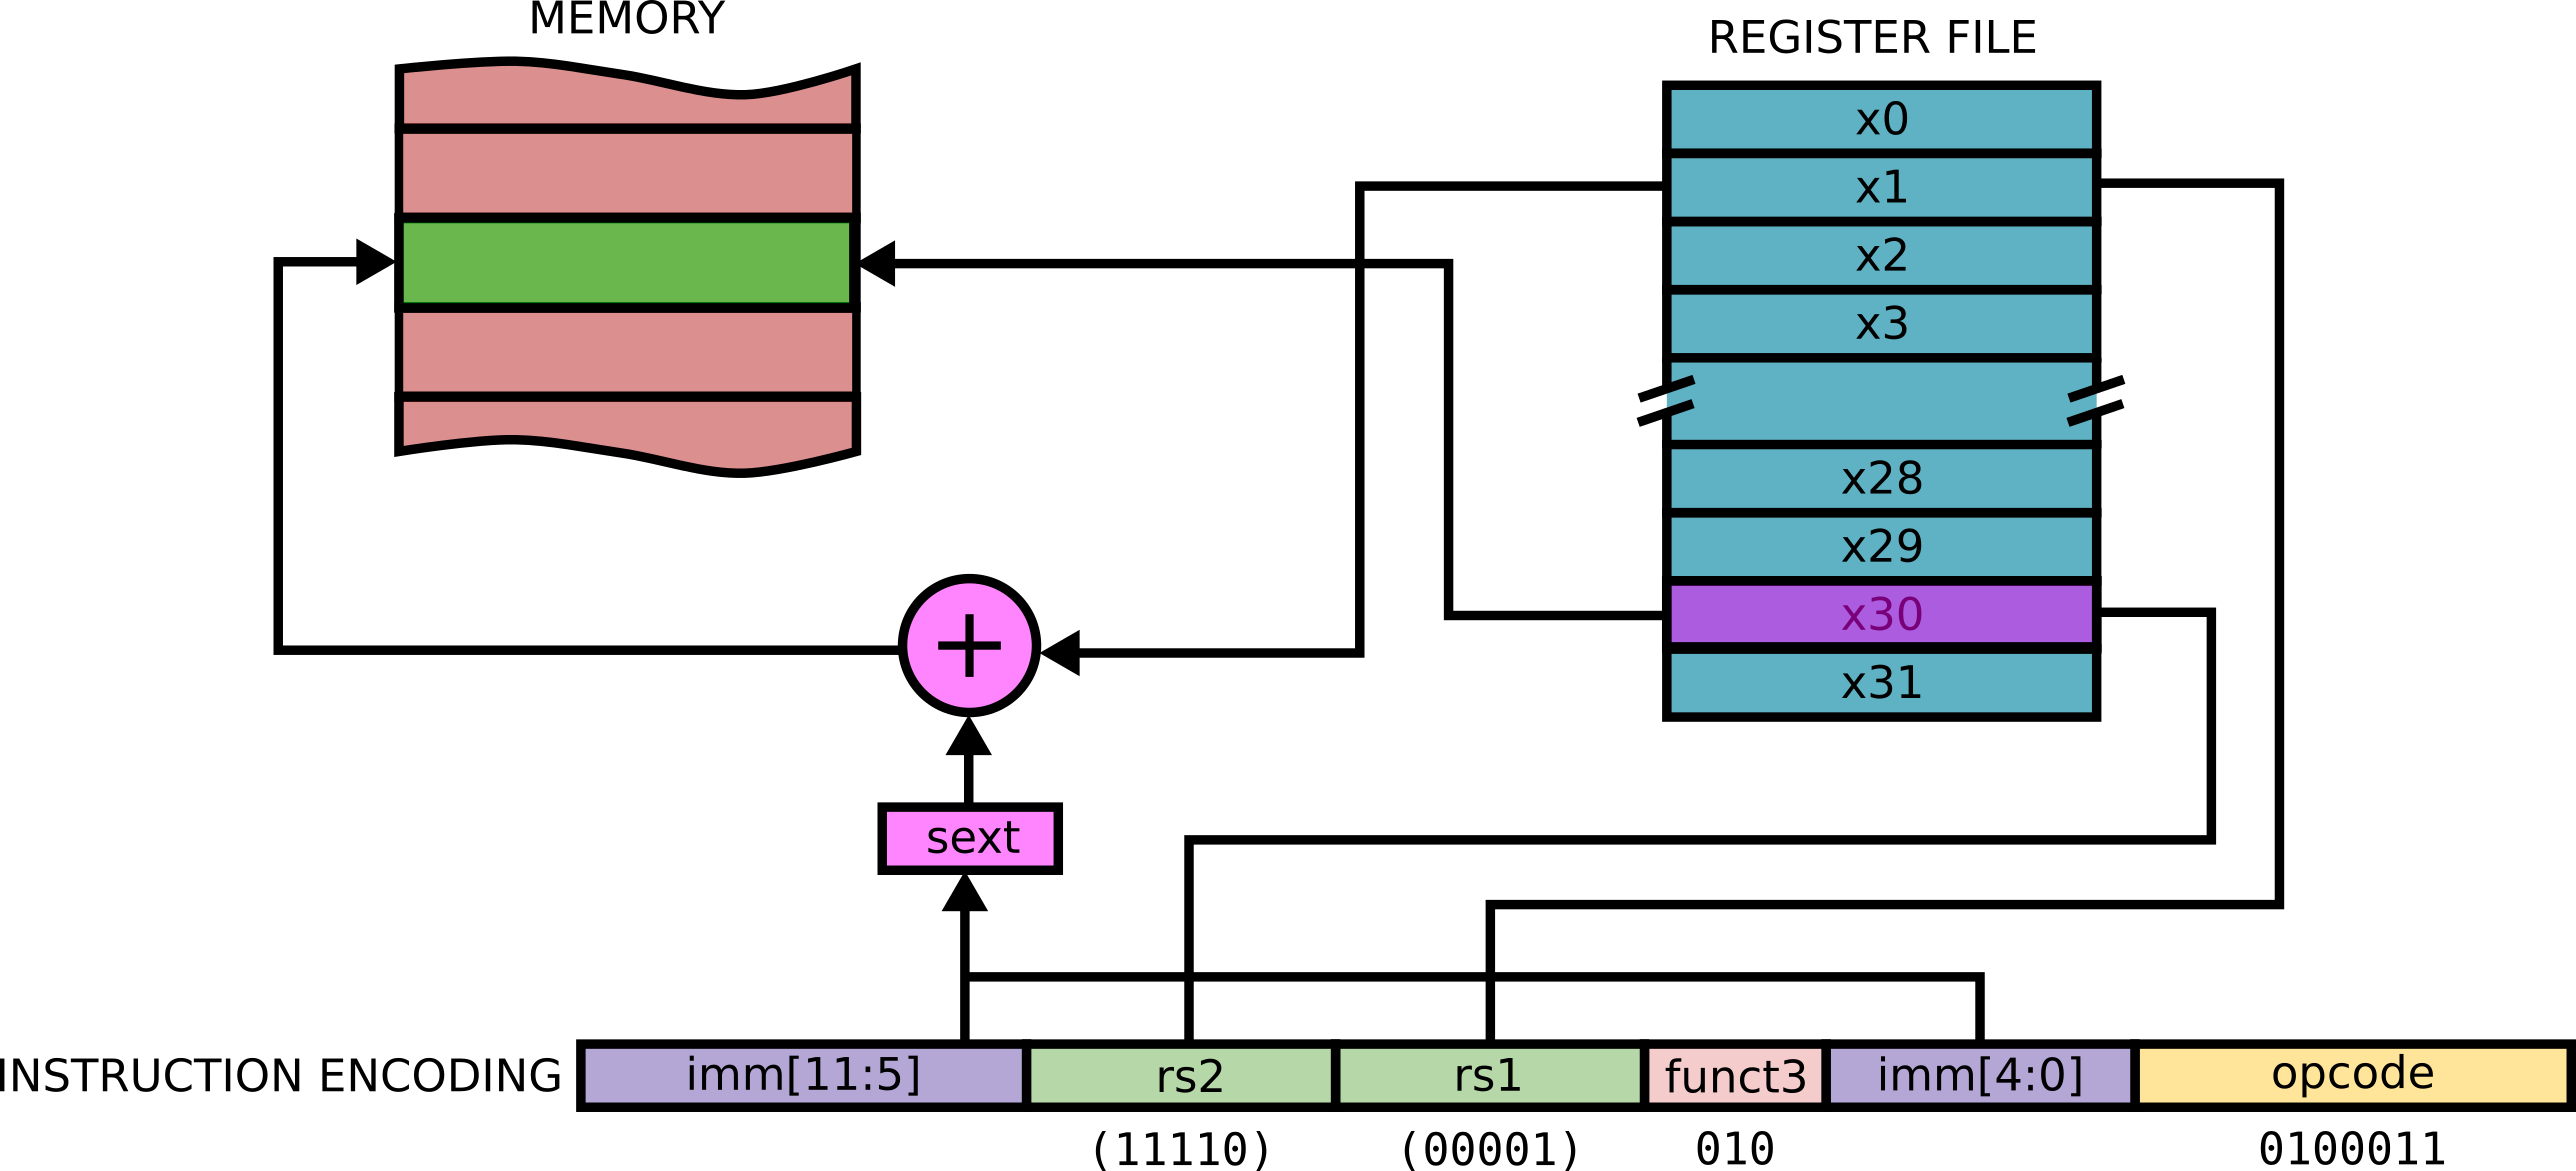 MEMORY
REGISTER FILE
x0
x1
x2
x3
x28
x29
x30
x31
+
sext
INSTRUCTION ENCODING
imm[11:5]
rs2
rs1
funct3
imm[4:0]
opcode
(11110)
(00001)
010
0100011